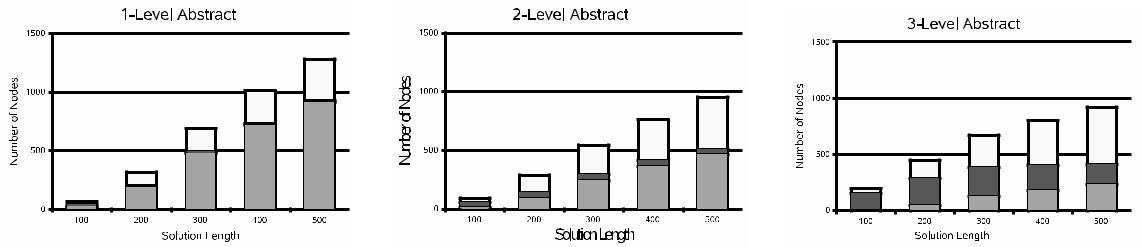 1-Level Abstract
1500
1000
500
0
Number of Nodes
100 200 300 100 500
Solution Length
2-Level Abstract
1500
1000
500
0
Number of Nodes
100 200 300 400 500
Solution Length
3-Level Abstract
1500
1000
500
0
Number of Nodes
100 200 300 400 500
Solution Length